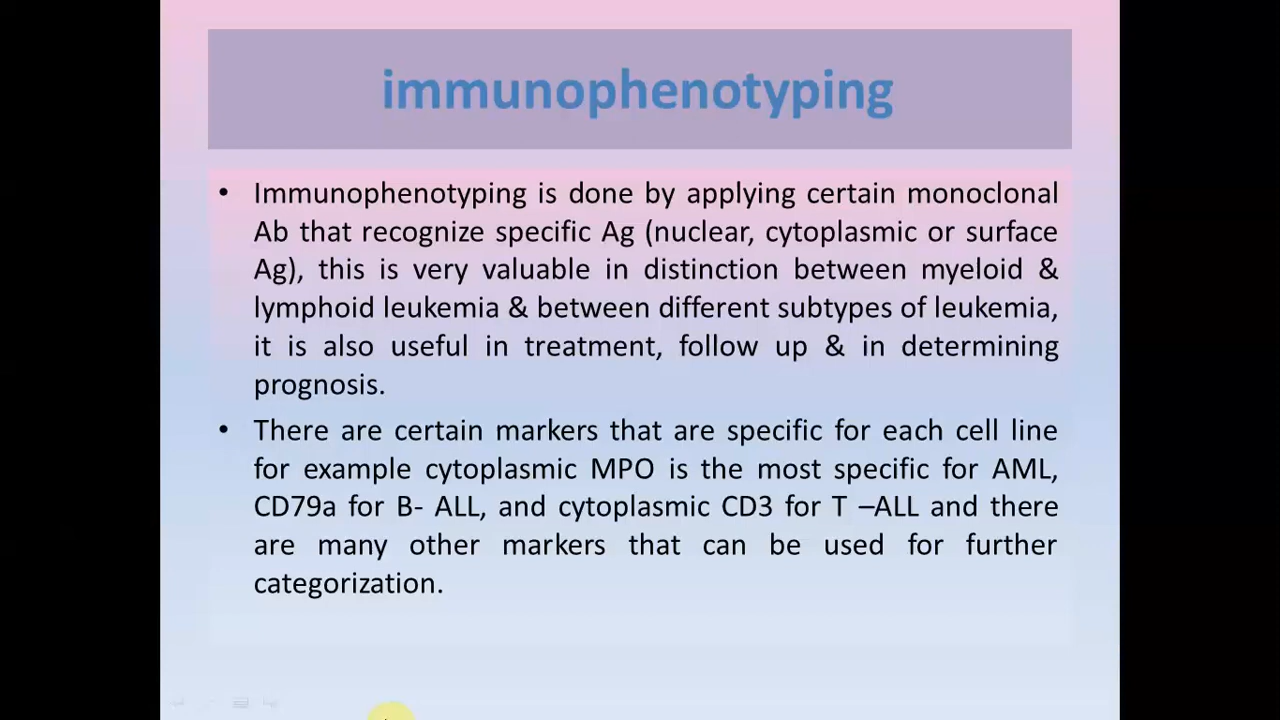 immunophenotyping
• Immunophenotyping is done by applying certain monoclonal
Ab that recognize specific Ag (nuclear, cytoplasmic or surface
Ag), this is very valuable in distinction between myeloid &
lymphoid leukemia & between different subtypes of leukemia,
it is also useful in treatment, follow up & in determining
prognosis.
• There are certain markers that are specific for each cell line
for example cytoplasmic MPO is the most specific for AML,
CD79a for B- ALL, and cytoplasmic CD3 for T –ALL and there
are many other markers that can be used for further
categorization.